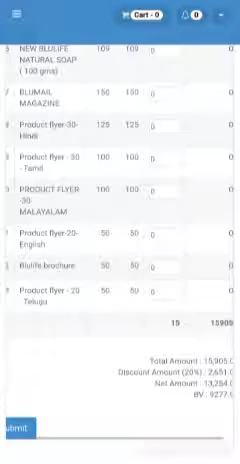 Cart - 0 0
NEW BLULIFE 109 109 0 0
NATURAL SOAP
( 100 gms)
BLUMAIL 150 150 0 0
MAGAZINE
Product flyer-30- 125 125 0 0
Hindi
Product flyer - 30 100 100 0 0
- Tamil
PRODUCT FLYER 100 100 0 0
-30-
MALAYALAM
Product flyer-20- 50 50 0 0
English
Blulife brochure 50 50 0 0
Product flyer - 20 50 50 0 0
Telugu
15 15905
Total Amount : 15,905.0
Discount Amount (20%) : 2,651.0
Net Amount : 13,254.0
BV : 9277.0
ubmit